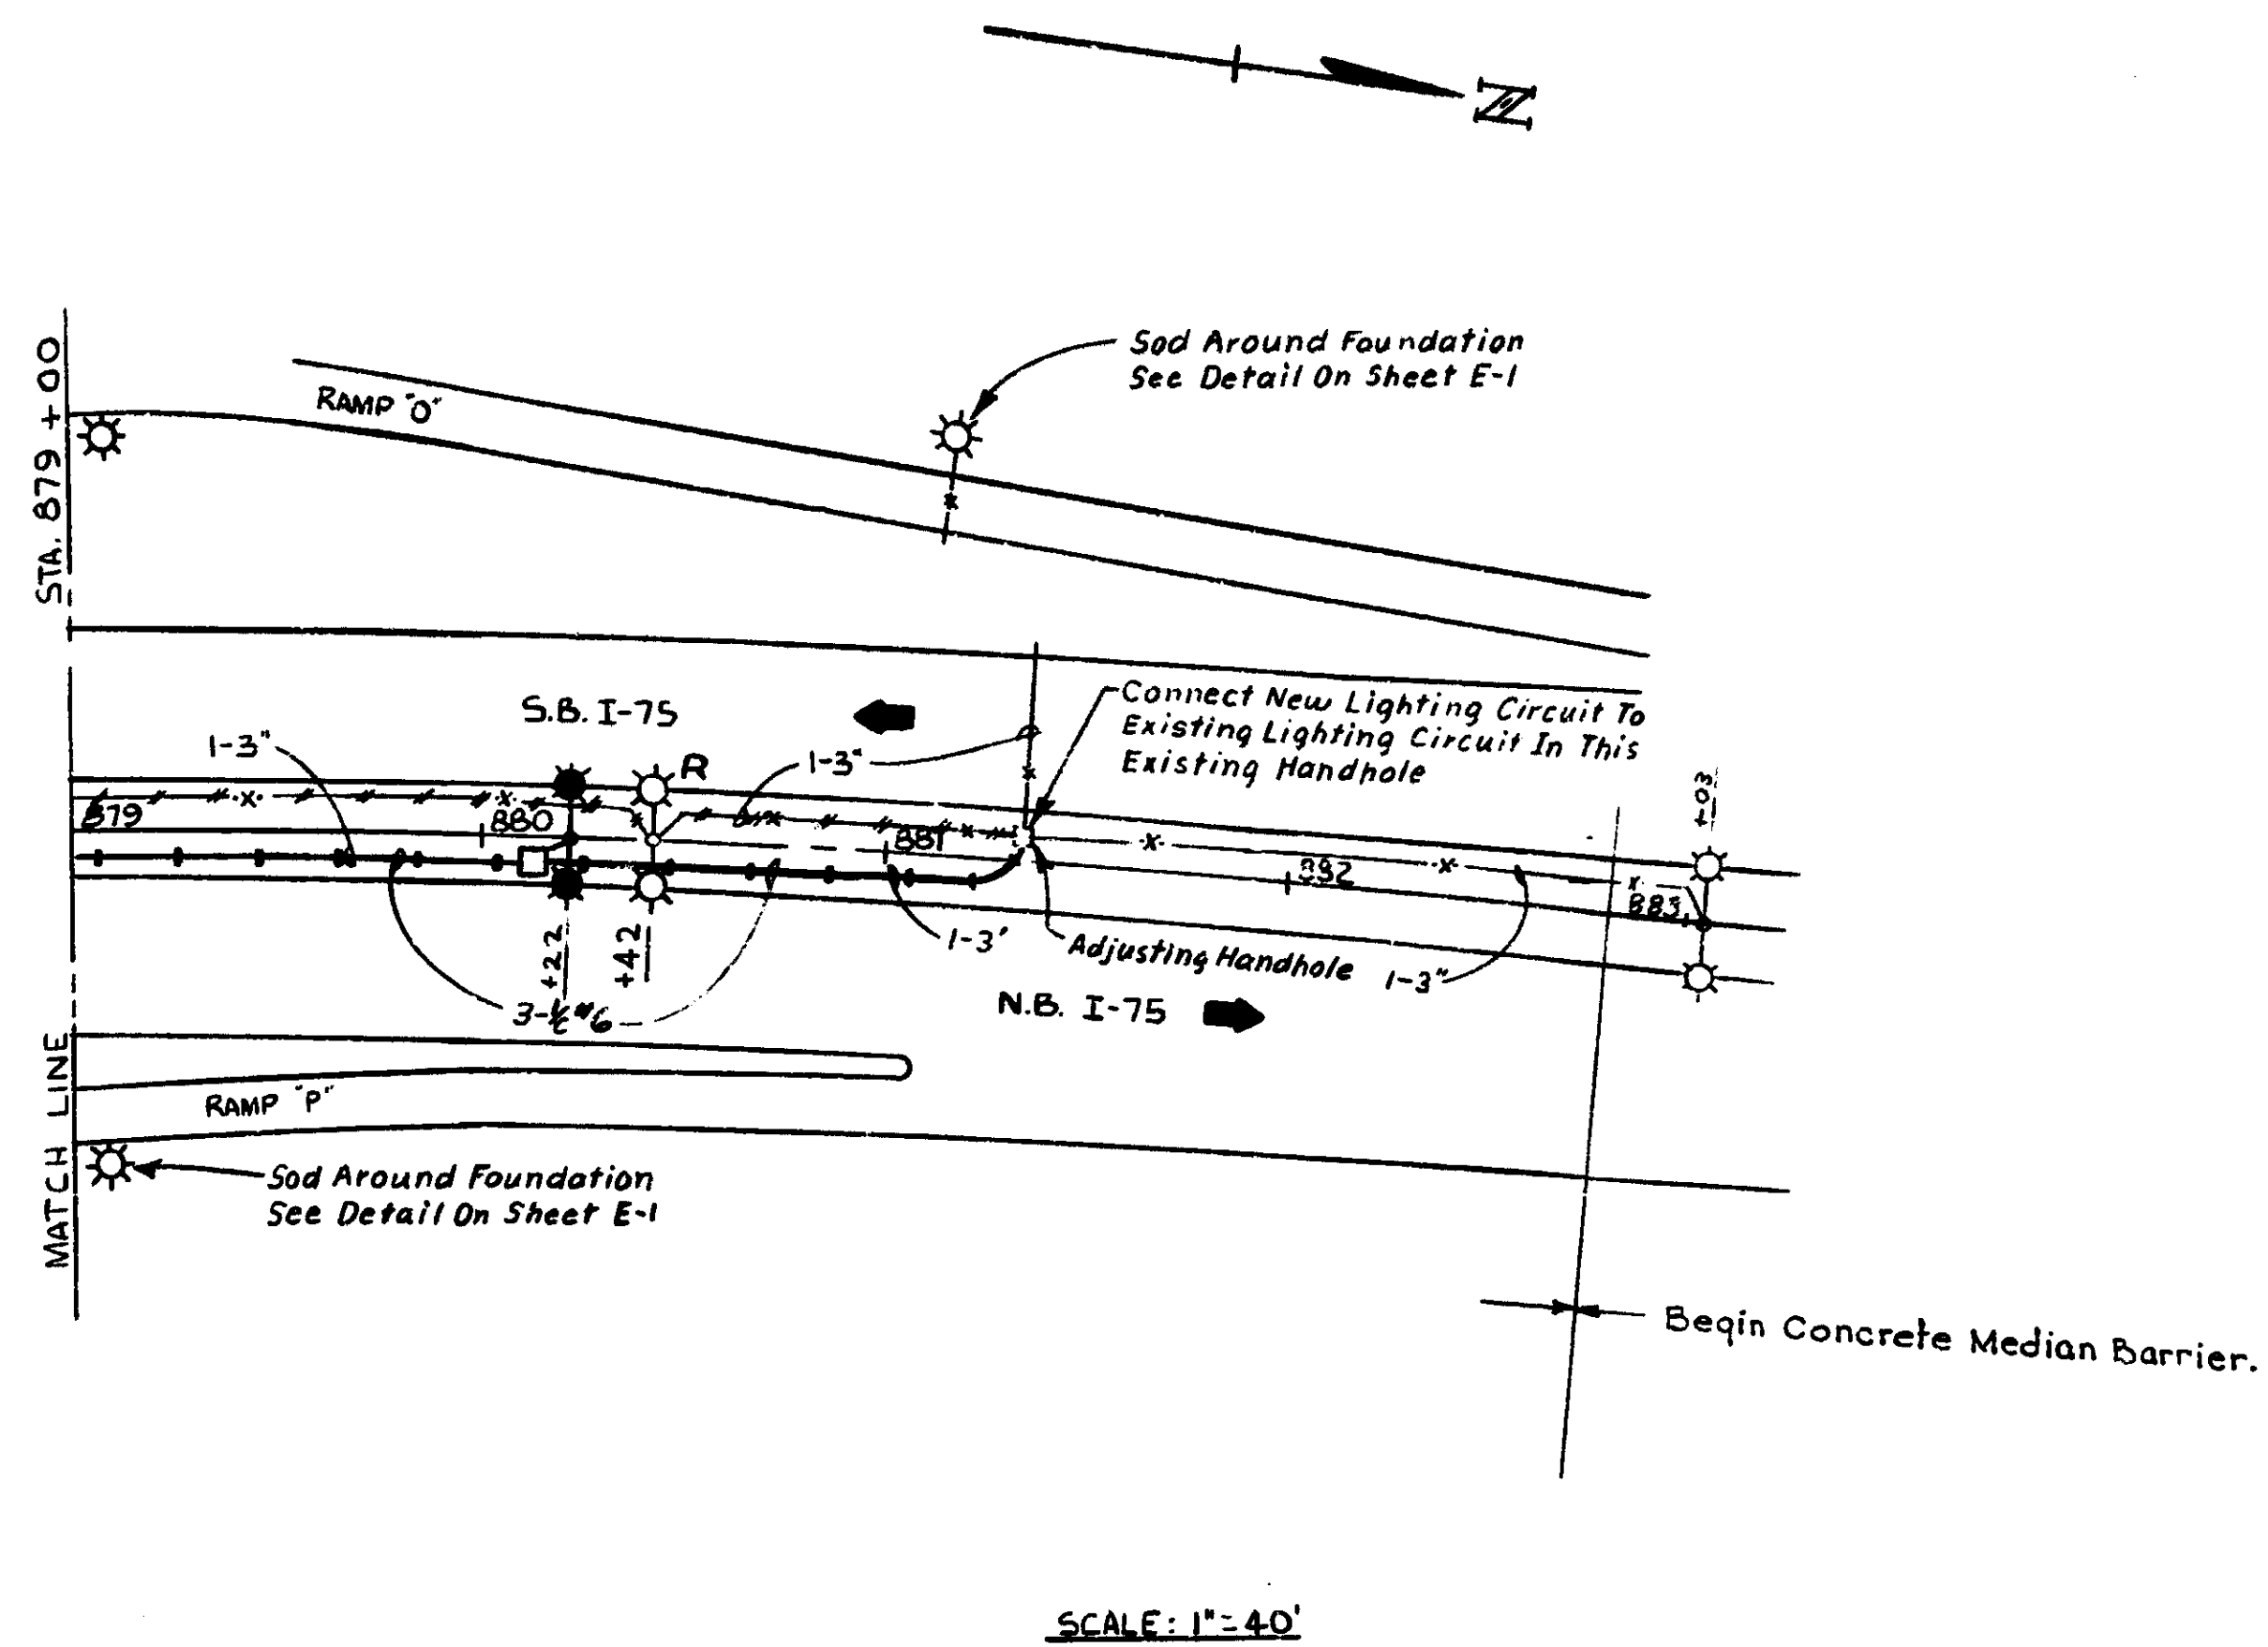 N
STA. 879+00
RAMP "O"
Sod Around Foundation
See Detail On Sheet E-1
S.B. I-75
Connect New Lighting Circuit To
Existing Lighting Circuit In This
Existing Handhole
1-3"
R
1-3"
+03
879
880
881
882
883
+22
+42
1-3'
Adjusting Handhole
1-3"
3-1/c #6
N.B. I-75
MATCH LINE
RAMP "P"
Sod Around Foundation
See Detail On Sheet E-1
Begin Concrete Median Barrier.
SCALE: 1"=40'